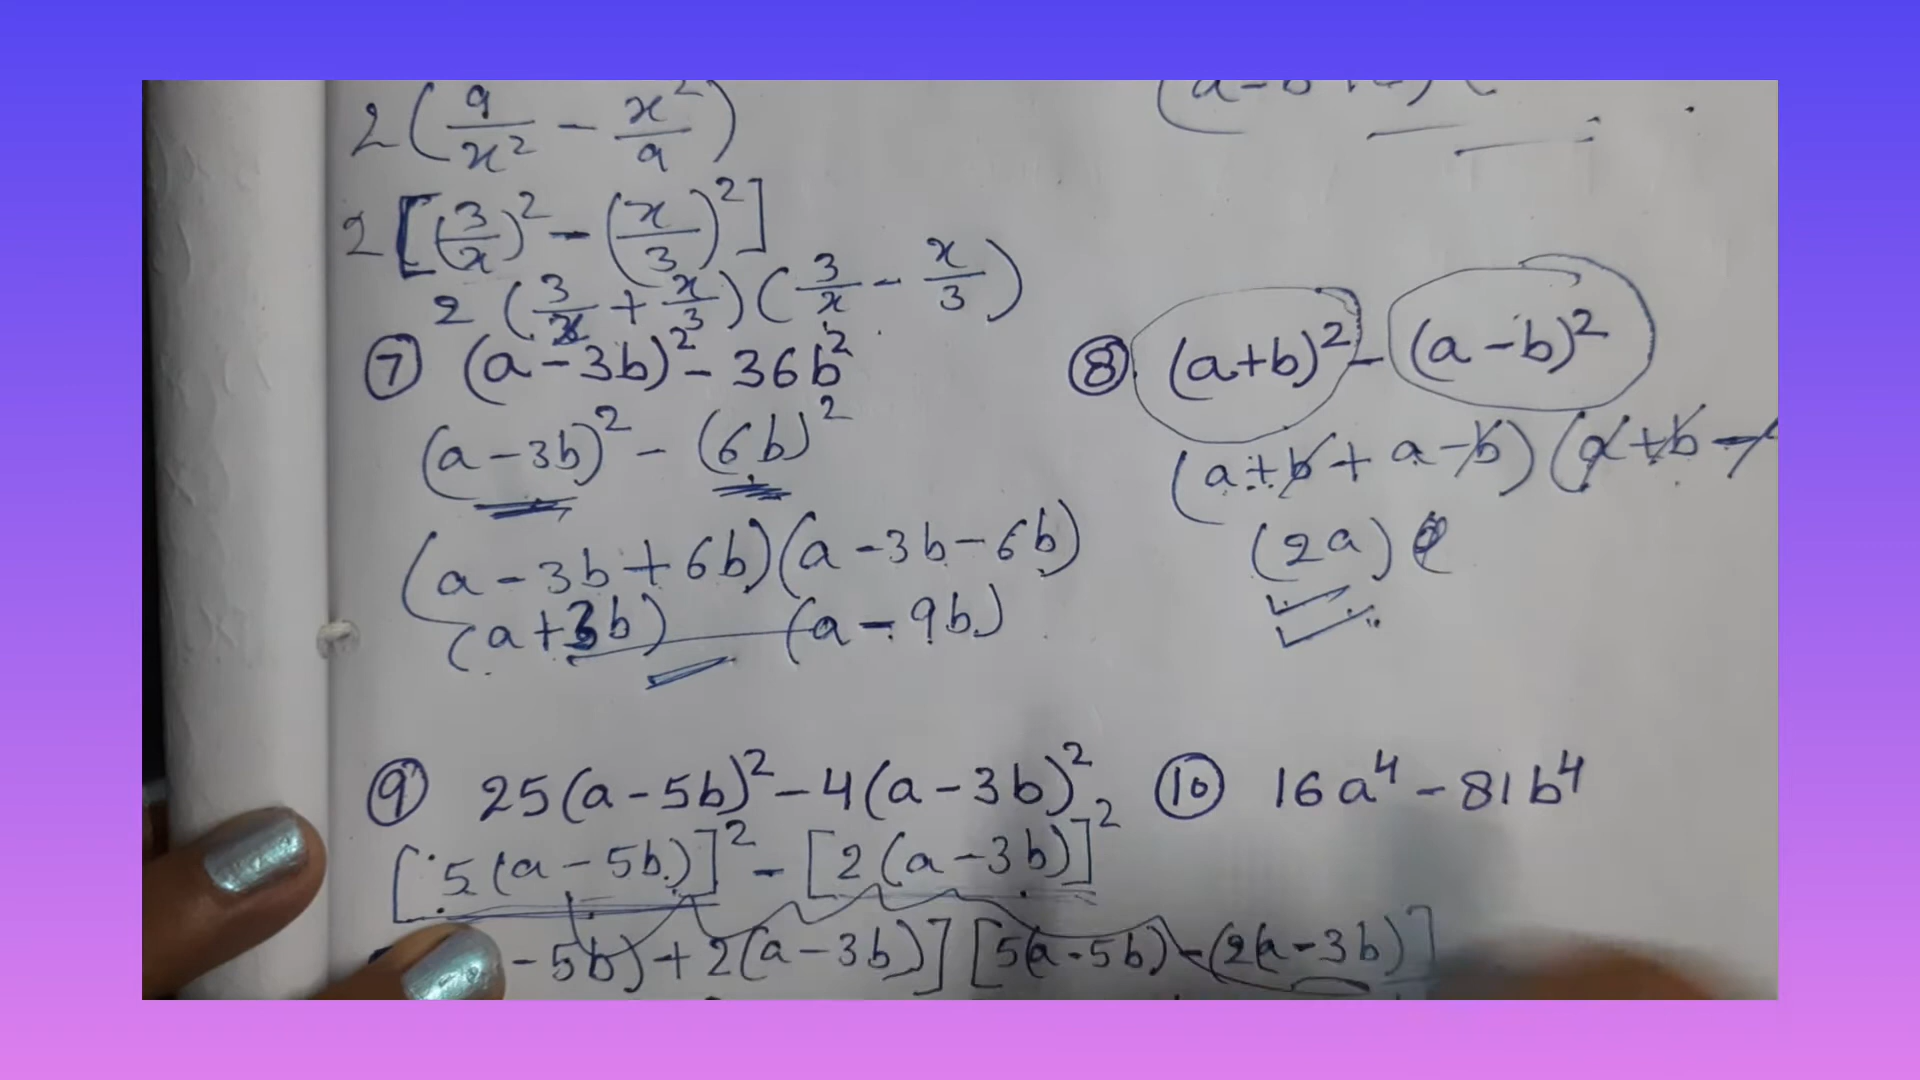 2(9/x² - x²/9)
2[(3/x)² - (x/3)²]
2(3/x + x/3)(3/x - x/3)
⑦ (a-3b)² - 36b²
(a-3b)² - (6b)²
(a-3b+6b)(a-3b-6b)
(a+3b) (a-9b)
⑧ (a+b)² - (a-b)²
(a+b+a-b)(a+b-
(2a)
⑨ 25(a-5b)² - 4(a-3b)²
[5(a-5b)]² - [2(a-3b)]²
-5b)+2(a-3b)][5(a-5b)-(2(a-3b)]
⑩ 16a⁴ - 81b⁴